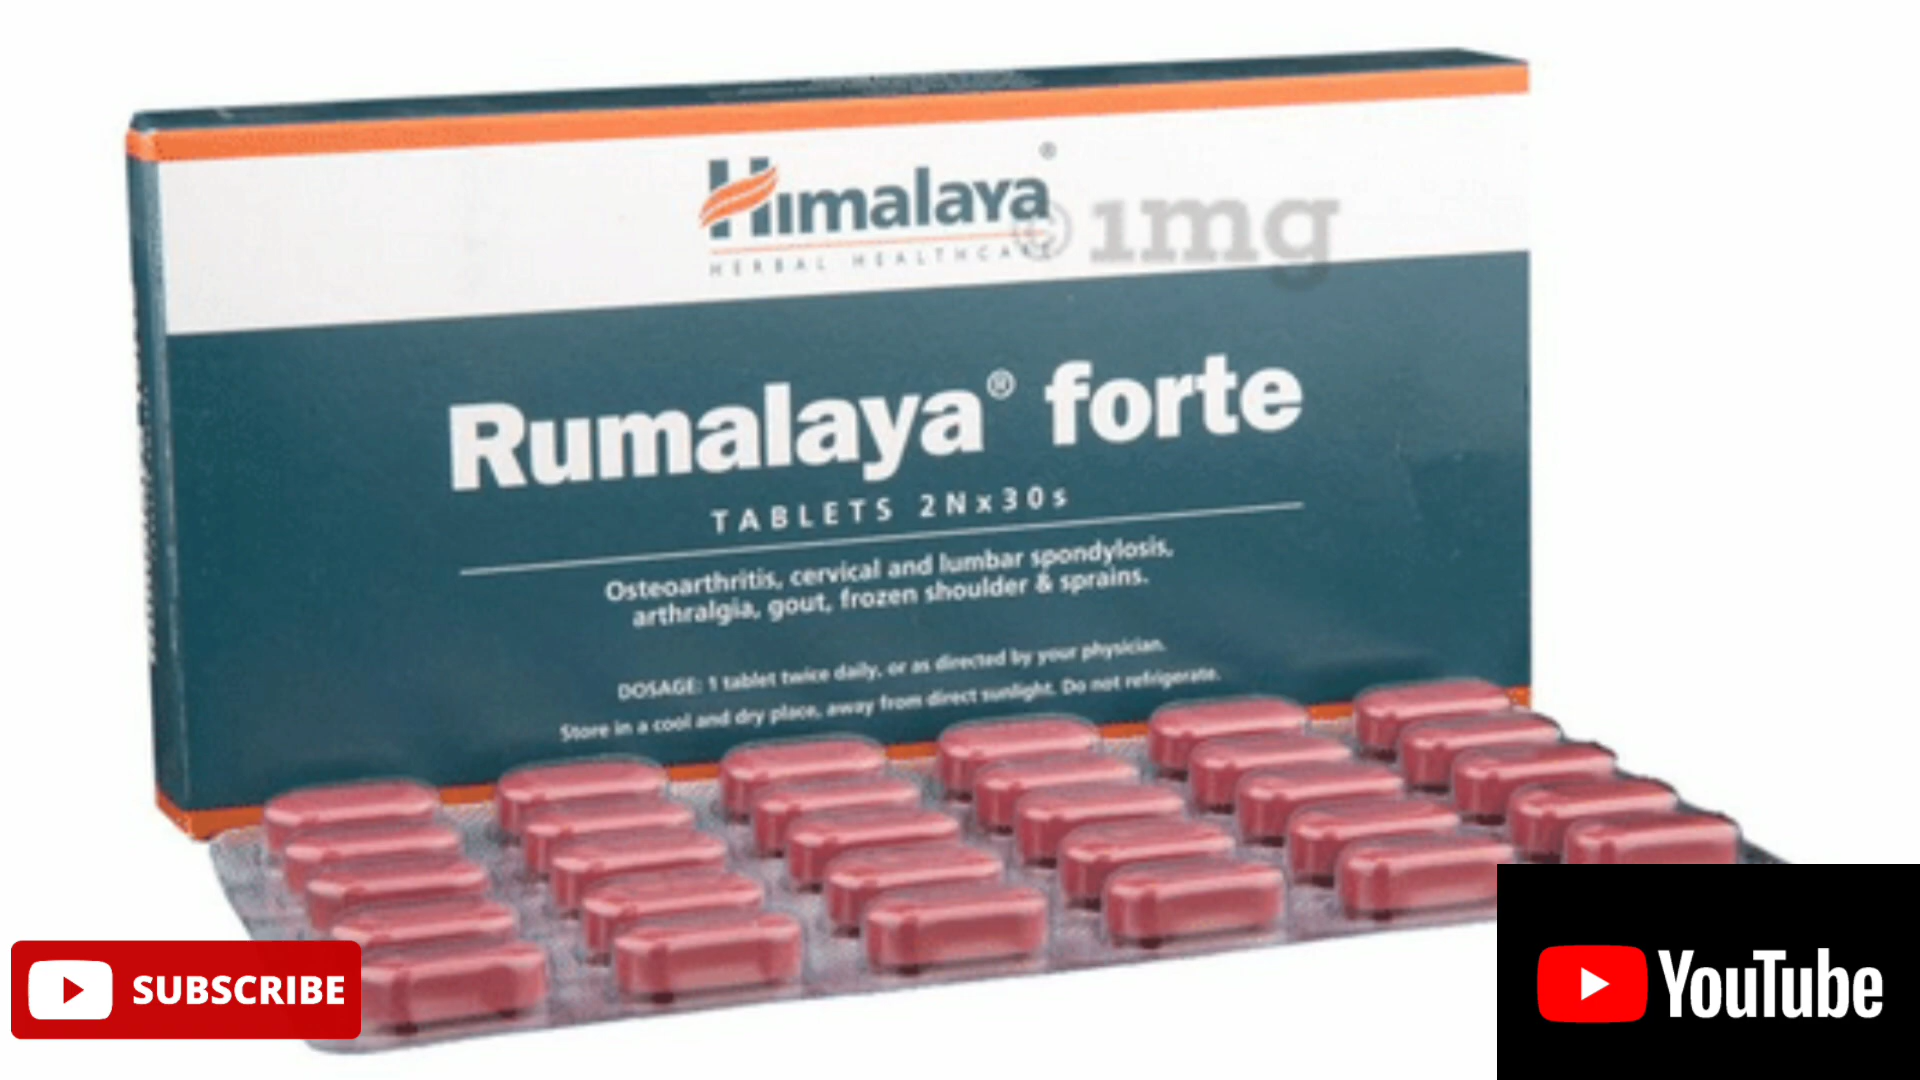 Himalaya®
HERBAL HEALTHCARE
© 1mg
Rumalaya® forte
TABLETS 2Nx30s
Osteoarthritis, cervical and lumbar spondylosis,
arthralgia, gout, frozen shoulder & sprains.
DOSAGE: 1 tablet twice daily, or as directed by your physician.
Store in a cool and dry place, away from direct sunlight. Do not refrigerate.
SUBSCRIBE
YouTube